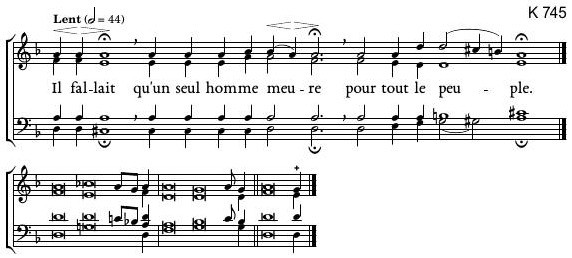 K 745
Lent (𝅗𝅥 = 44)
Il fal-lait qu'un seul homme meu-re pour tout le peu - ple.